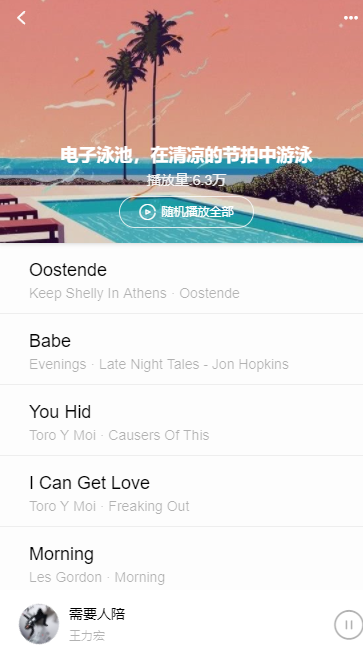 电子泳池，在清凉的节拍中游泳
播放量:6.3万
随机播放全部
Oostende
Keep Shelly In Athens · Oostende
Babe
Evenings · Late Night Tales - Jon Hopkins
You Hid
Toro Y Moi · Causers Of This
I Can Get Love
Toro Y Moi · Freaking Out
Morning
Les Gordon · Morning
需要人陪
王力宏